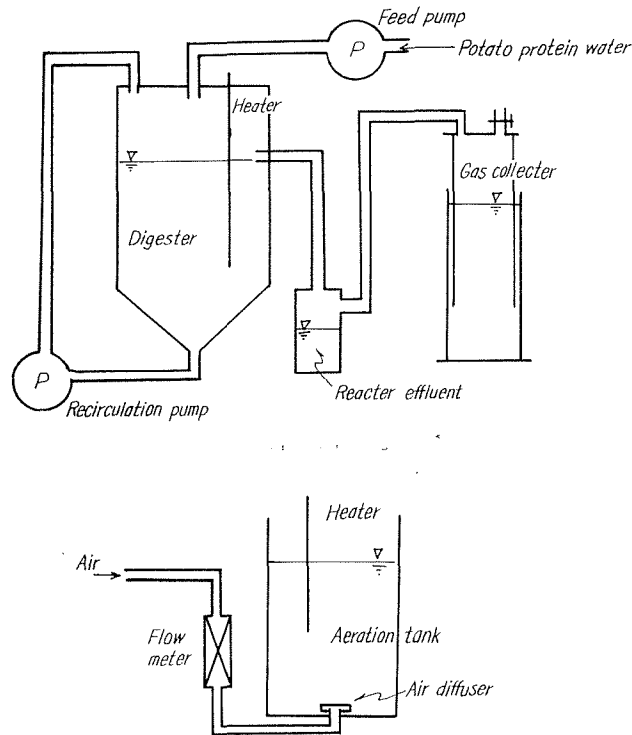 Feed pump
P
Potato protein water
Heater
Gas collecter
Digester
P
Recirculation pump
Reacter effluent
Heater
Air
Flow
meter
Aeration tank
Air diffuser